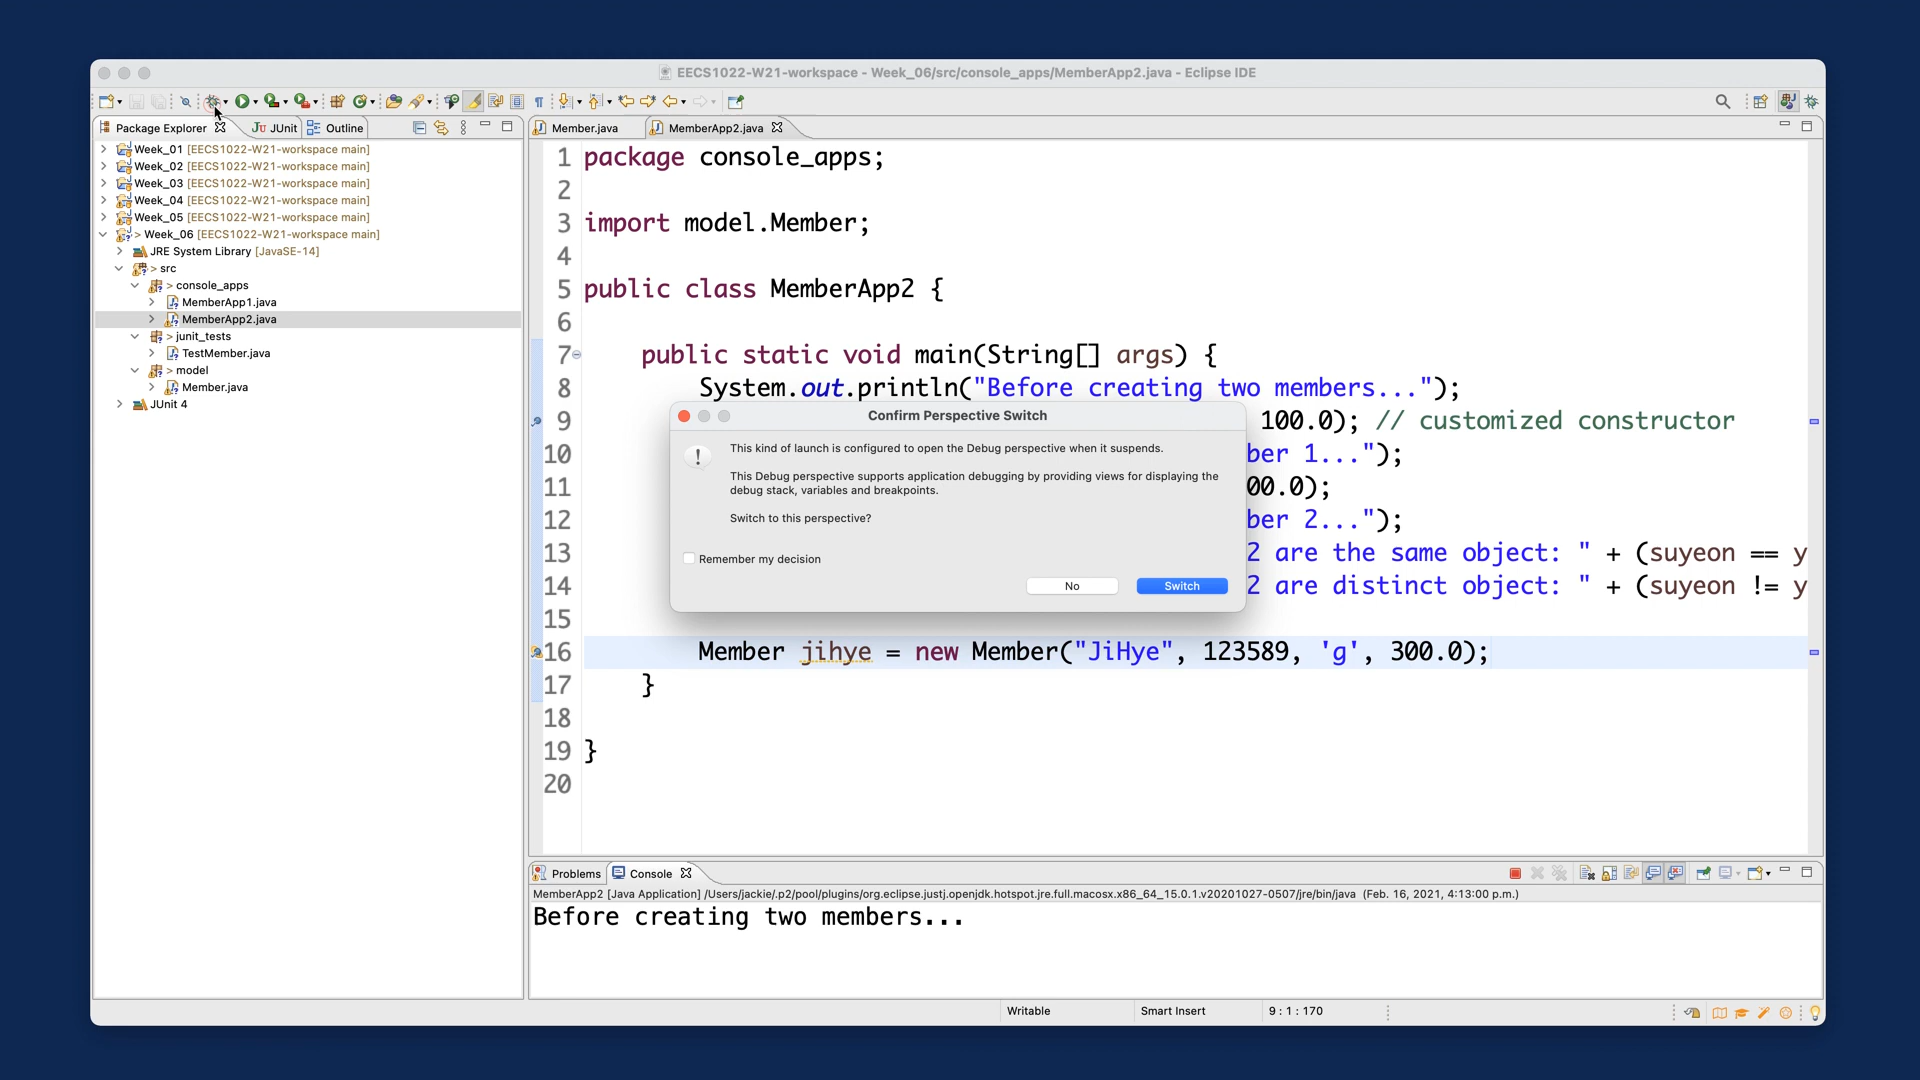 EECS1022-W21-workspace - Week_06/src/console_apps/MemberApp2.java - Eclipse IDE
Package Explorer
JUnit
Outline
Week_01 [EECS1022-W21-workspace main]
Week_02 [EECS1022-W21-workspace main]
Week_03 [EECS1022-W21-workspace main]
Week_04 [EECS1022-W21-workspace main]
Week_05 [EECS1022-W21-workspace main]
> Week_06 [EECS1022-W21-workspace main]
JRE System Library [JavaSE-14]
> src
> console_apps
MemberApp1.java
MemberApp2.java
> junit_tests
TestMember.java
> model
Member.java
JUnit 4
Member.java
MemberApp2.java
1 package console_apps;
2
3 import model.Member;
4
5 public class MemberApp2 {
6
7 public static void main(String[] args) {
8 System.out.println("Before creating two members...");
9 100.0); // customized constructor
10 ber 1...");
11 00.0);
12 ber 2...");
13 2 are the same object: " + (suyeon == y
14 2 are distinct object: " + (suyeon != y
15
16 Member jihye = new Member("JiHye", 123589, 'g', 300.0);
17 }
18
19 }
20
Confirm Perspective Switch
This kind of launch is configured to open the Debug perspective when it suspends.
This Debug perspective supports application debugging by providing views for displaying the
debug stack, variables and breakpoints.
Switch to this perspective?
Remember my decision
No
Switch
Problems
Console
MemberApp2 [Java Application] /Users/jackie/.p2/pool/plugins/org.eclipse.justj.openjdk.hotspot.jre.full.macosx.x86_64_15.0.1.v20201027-0507/jre/bin/java (Feb. 16, 2021, 4:13:00 p.m.)
Before creating two members...
Writable
Smart Insert
9 : 1 : 170